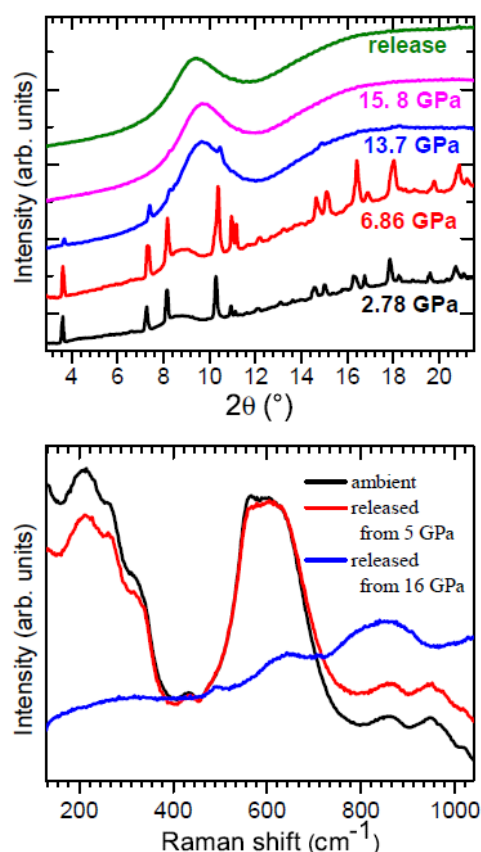 release
15. 8 GPa
13.7 GPa
6.86 GPa
2.78 GPa
Intensity (arb. units)
4 6 8 10 12 14 16 18 20
2θ (°)
ambient
released
from 5 GPa
released
from 16 GPa
Intensity (arb. units)
200 400 600 800 1000
Raman shift (cm-1)